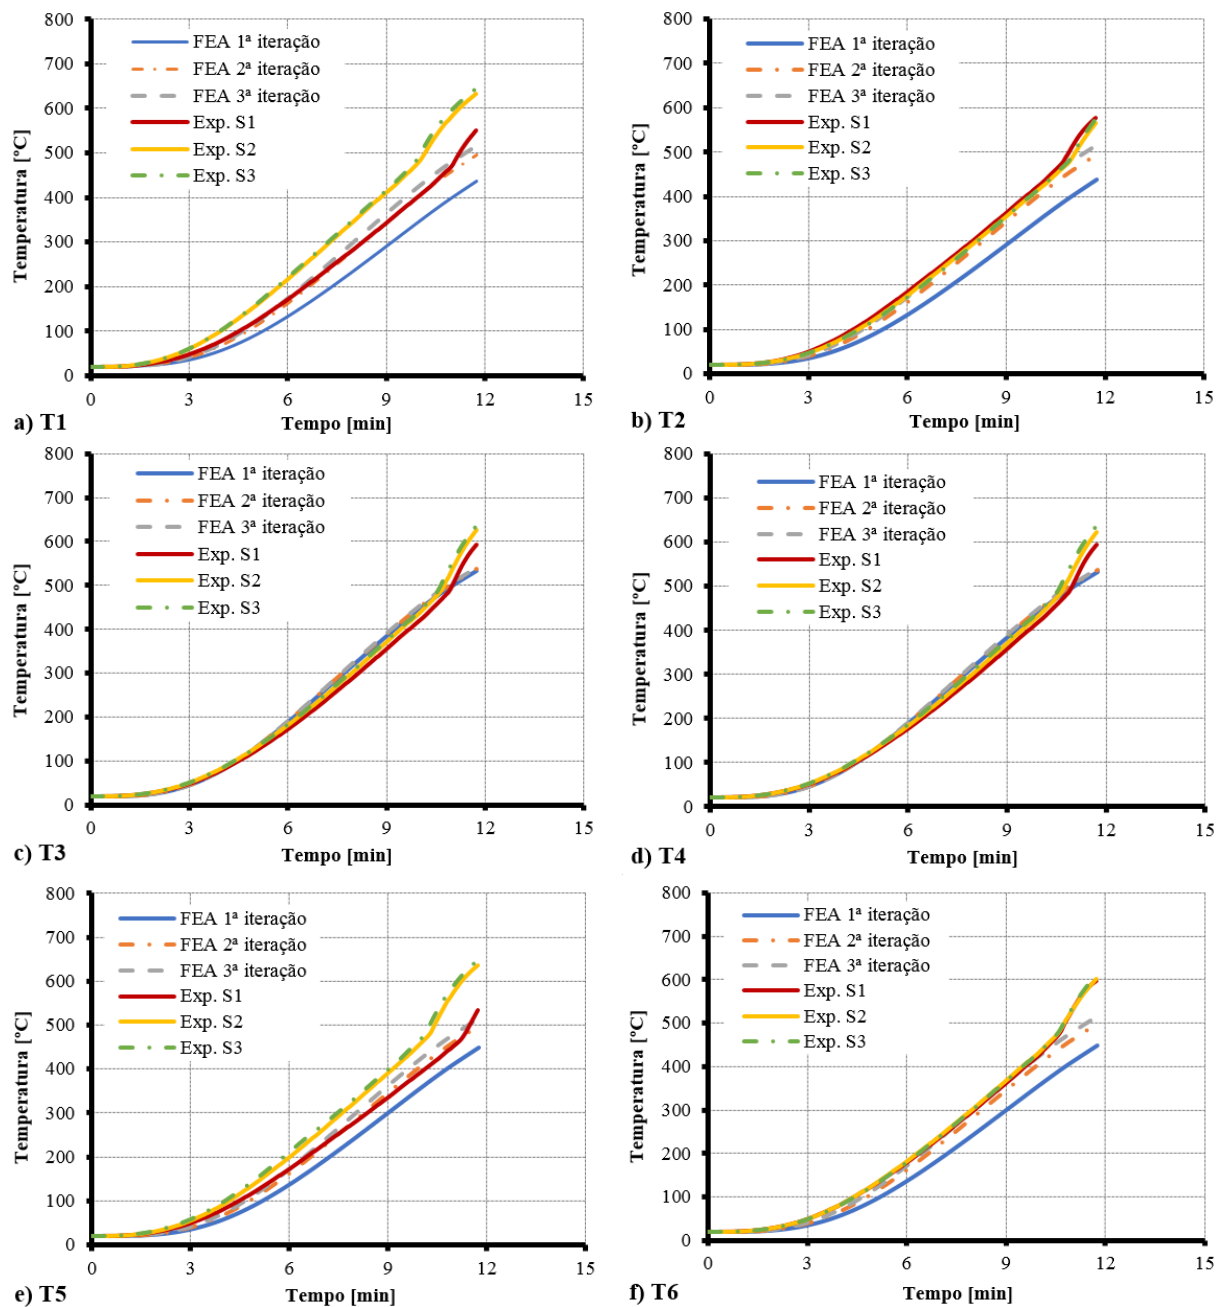 800
700
600
500
400
300
200
100
0
Temperatura [ºC]
FEA 1ª iteração
FEA 2ª iteração
FEA 3ª iteração
Exp. S1
Exp. S2
Exp. S3
0 3 6 9 12 15
a) T1 Tempo [min]
800
700
600
500
400
300
200
100
0
Temperatura [ºC]
FEA 1ª iteração
FEA 2ª iteração
FEA 3ª iteração
Exp. S1
Exp. S2
Exp. S3
0 3 6 9 12 15
b) T2 Tempo [min]
800
700
600
500
400
300
200
100
0
Temperatura [ºC]
FEA 1ª iteração
FEA 2ª iteração
FEA 3ª iteração
Exp. S1
Exp. S2
Exp. S3
0 3 6 9 12 15
c) T3 Tempo [min]
800
700
600
500
400
300
200
100
0
Temperatura [ºC]
FEA 1ª iteração
FEA 2ª iteração
FEA 3ª iteração
Exp. S1
Exp. S2
Exp. S3
0 3 6 9 12 15
d) T4 Tempo [min]
800
700
600
500
400
300
200
100
0
Temperatura [ºC]
FEA 1ª iteração
FEA 2ª iteração
FEA 3ª iteração
Exp. S1
Exp. S2
Exp. S3
0 3 6 9 12 15
e) T5 Tempo [min]
800
700
600
500
400
300
200
100
0
Temperatura [ºC]
FEA 1ª iteração
FEA 2ª iteração
FEA 3ª iteração
Exp. S1
Exp. S2
Exp. S3
0 3 6 9 12 15
f) T6 Tempo [min]